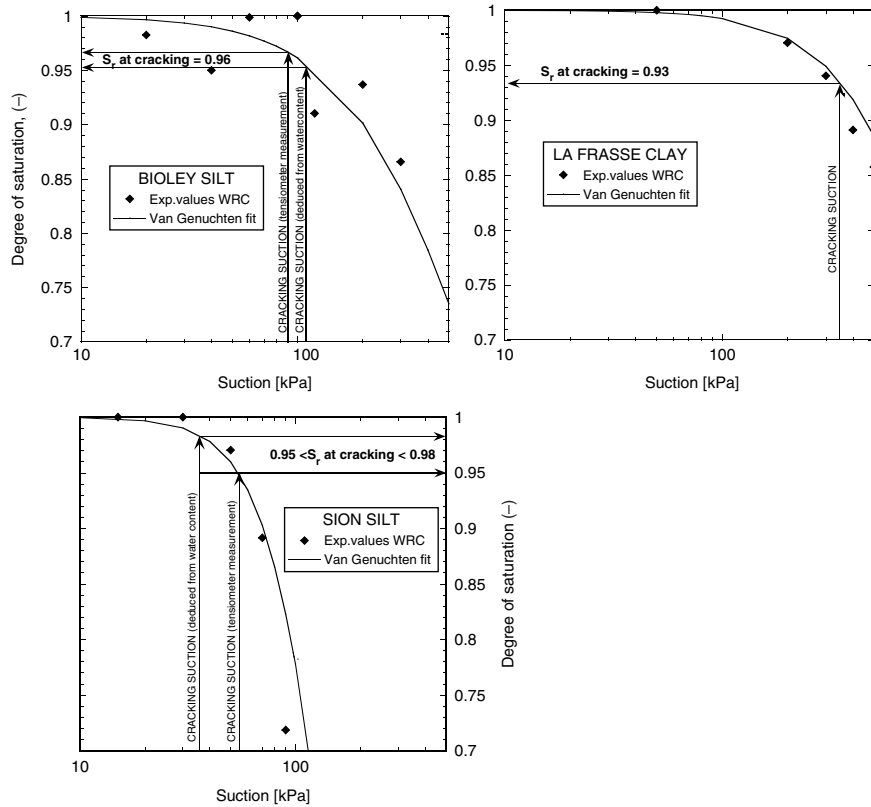 1
0.95
0.9
0.85
0.8
0.75
0.7
Degree of saturation, (−)
S_r at cracking = 0.96
BIOLEY SILT
Exp.values WRC
Van Genuchten fit
CRACKING SUCTION (tensiometer measurement)
CRACKING SUCTION (deduced from watercontent)
10
100
Suction [kPa]
1
0.95
0.9
0.85
0.8
0.75
0.7
S_r at cracking = 0.93
LA FRASSE CLAY
Exp.values WRC
Van Genuchten fit
CRACKING SUCTION
10
100
Suction [kPa]
0.95 <S_r at cracking < 0.98
SION SILT
Exp.values WRC
Van Genuchten fit
CRACKING SUCTION (deduced from water content)
CRACKING SUCTION (tensiometer measurement)
1
0.95
0.9
0.85
0.8
0.75
0.7
Degree of saturation (−)
10
100
Suction [kPa]